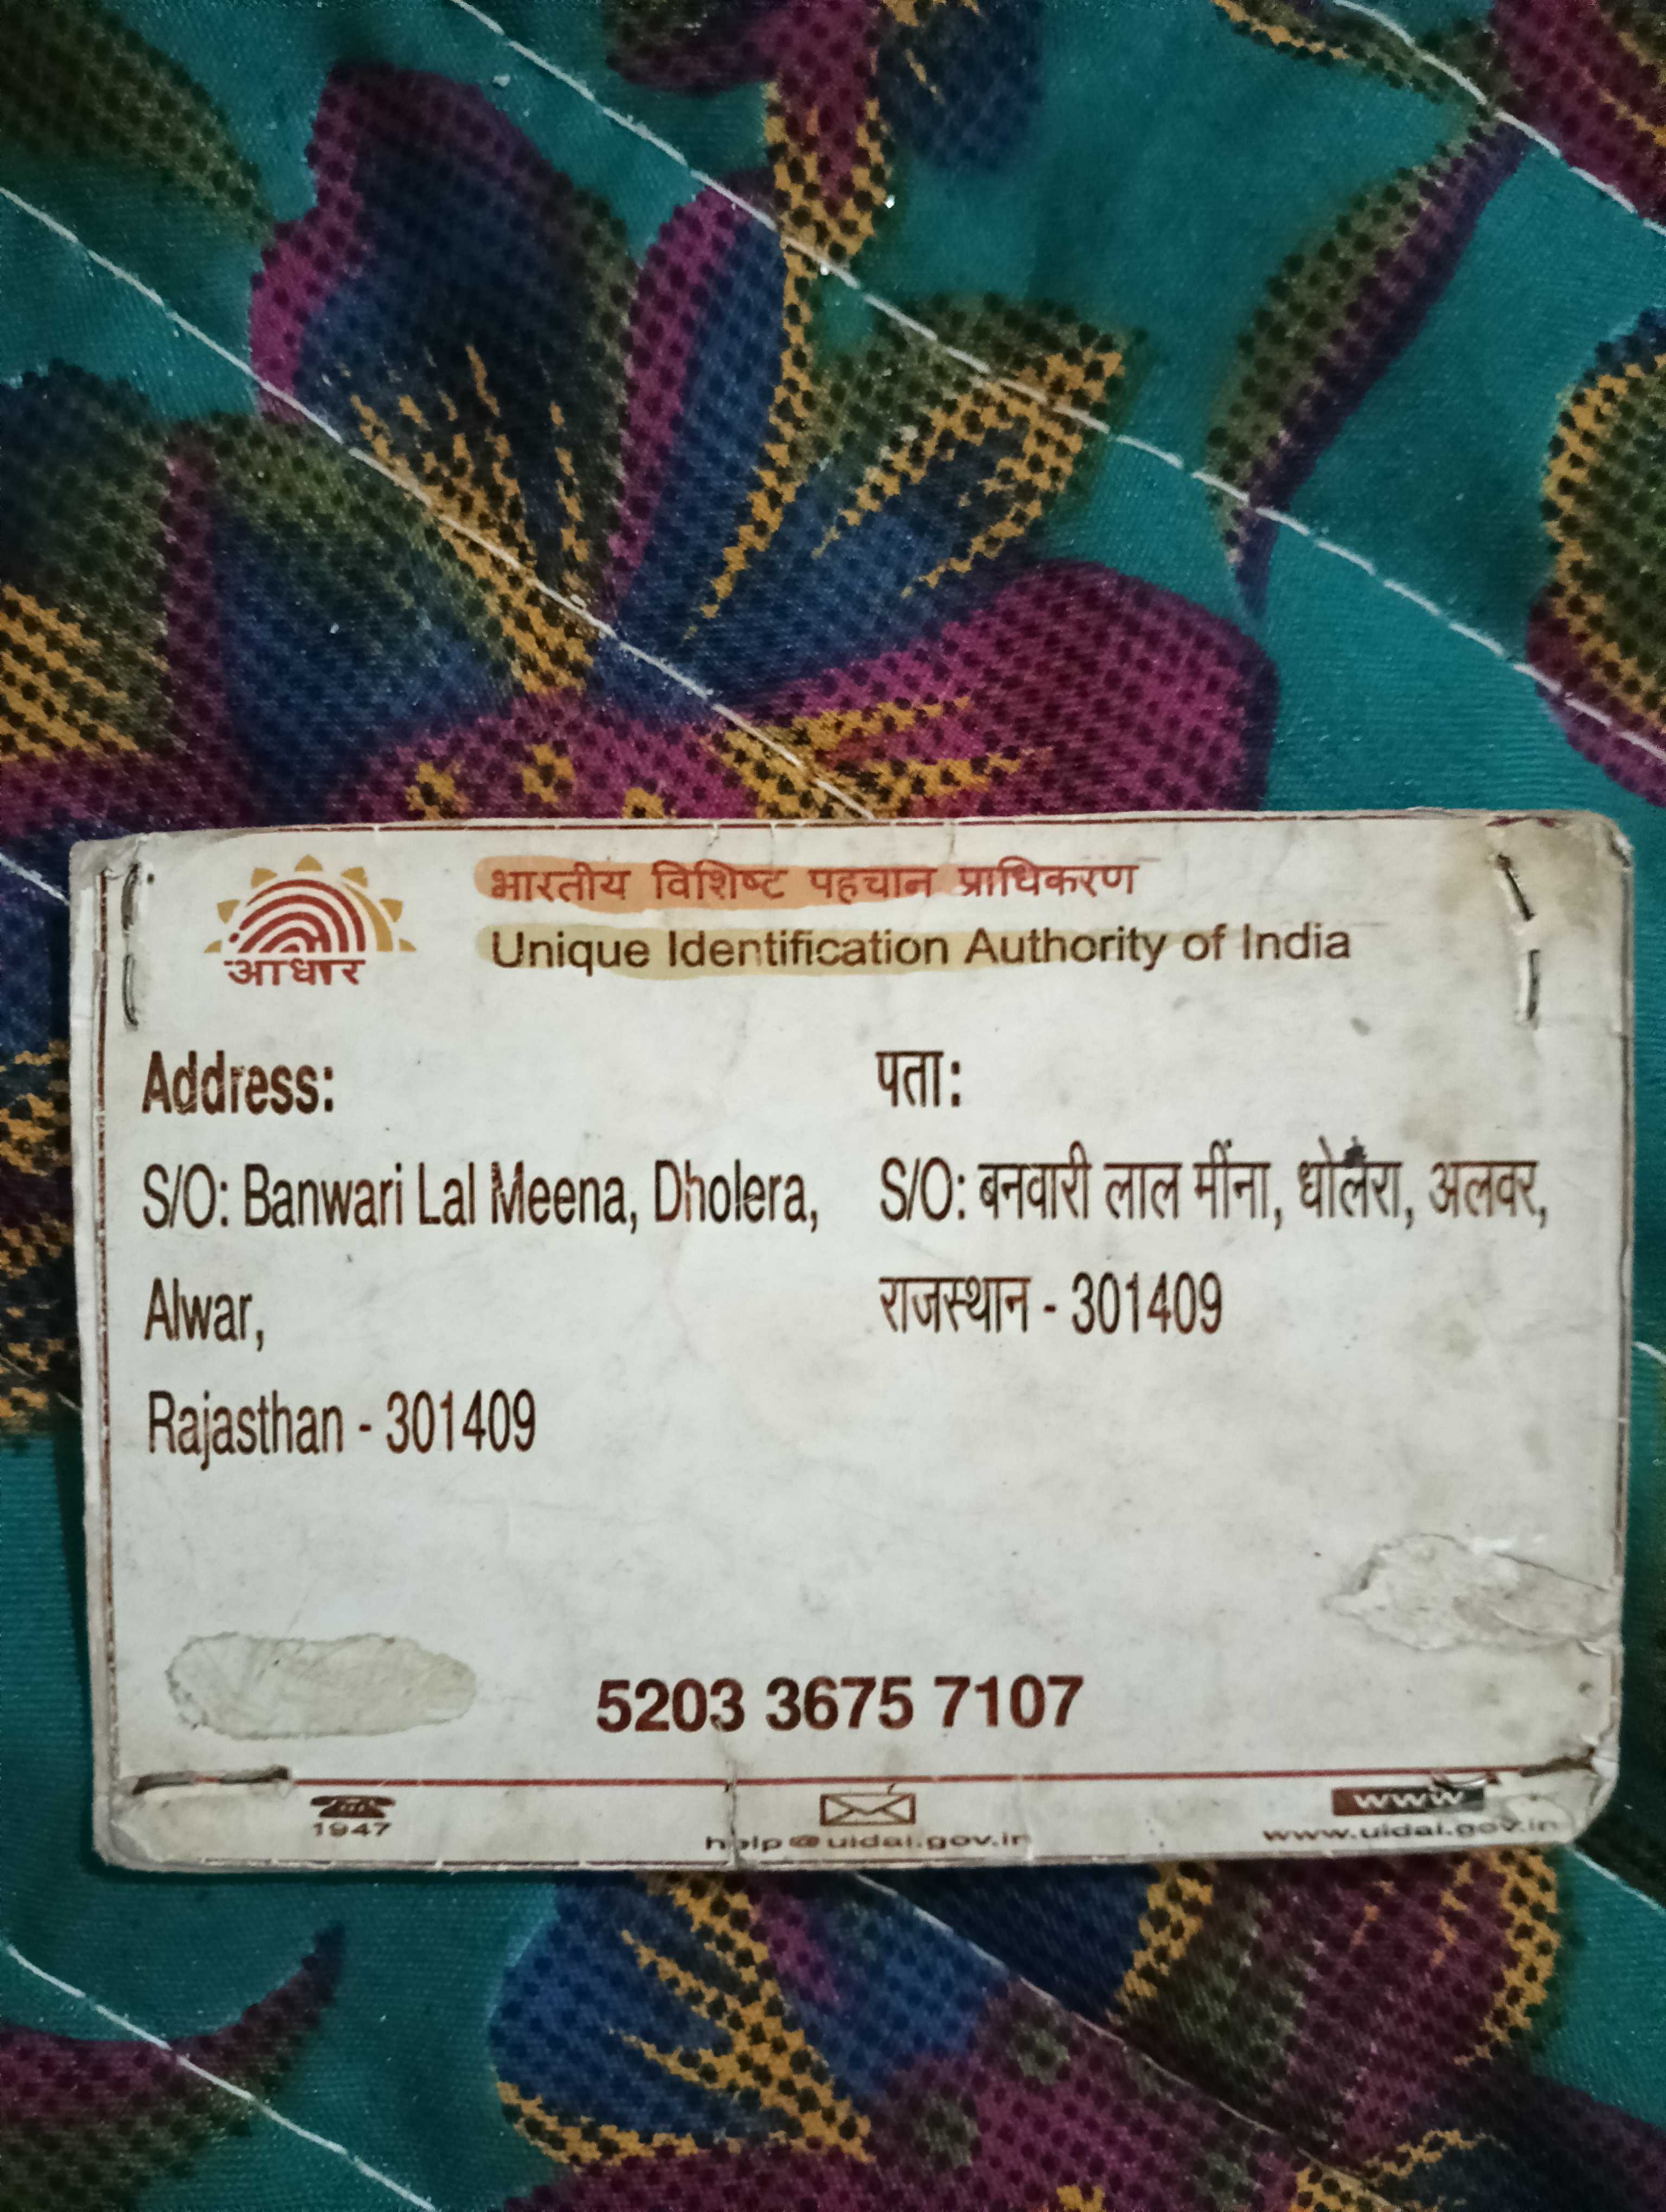 आधार
भारतीय विशिष्ट पहचान प्राधिकरण
Unique Identification Authority of India
Address:
S/O: Banwari Lal Meena, Dholera,
Alwar,
Rajasthan - 301409
पता:
S/O: बनवारी लाल मींना, धोलेरा, अलवर,
राजस्थान - 301409
5203 3675 7107
1947
help@uidai.gov.in
www
www.uidai.gov.in